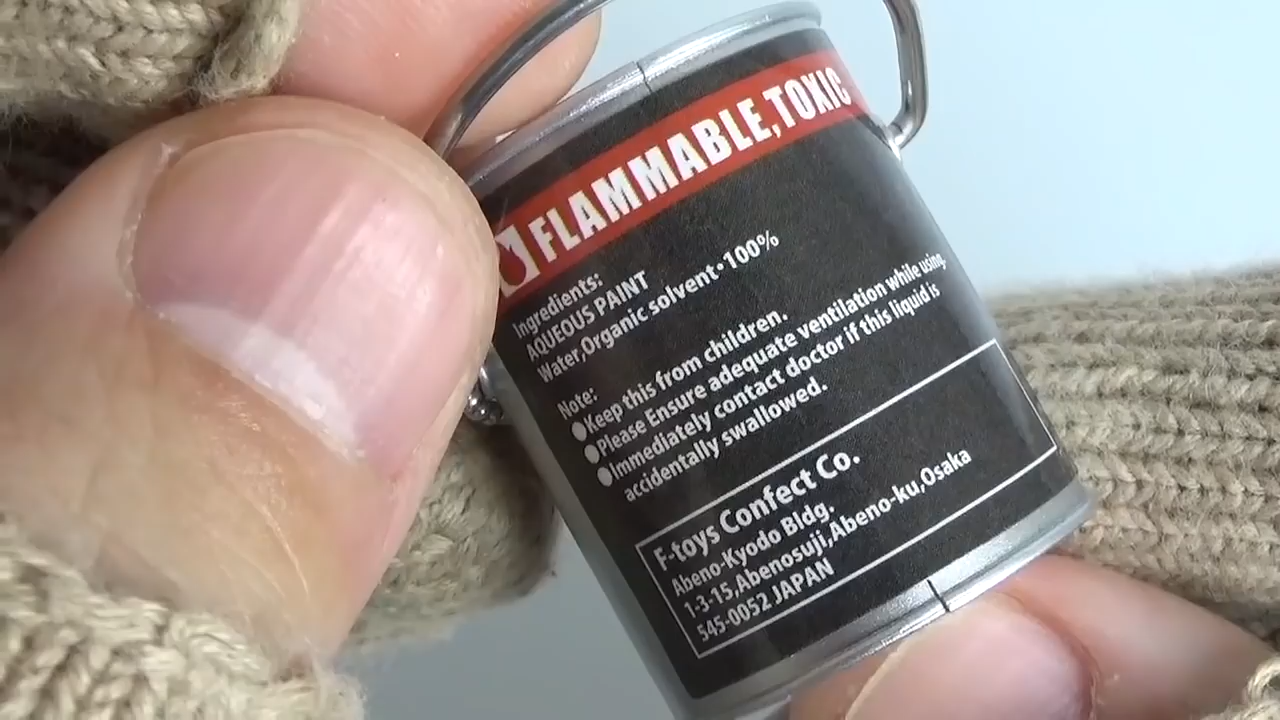 FLAMMABLE,TOXIC
Ingredients:
AQUEOUS PAINT
Water,Organic solvent•100%
Note:
●Keep this from children.
●Please Ensure adequate ventilation while using.
●Immediately contact doctor if this liquid is
accidentally swallowed.
F-toys Confect Co.
Abeno-Kyodo Bldg.
1-3-15,Abenosuji,Abeno-ku,Osaka
545-0052 JAPAN